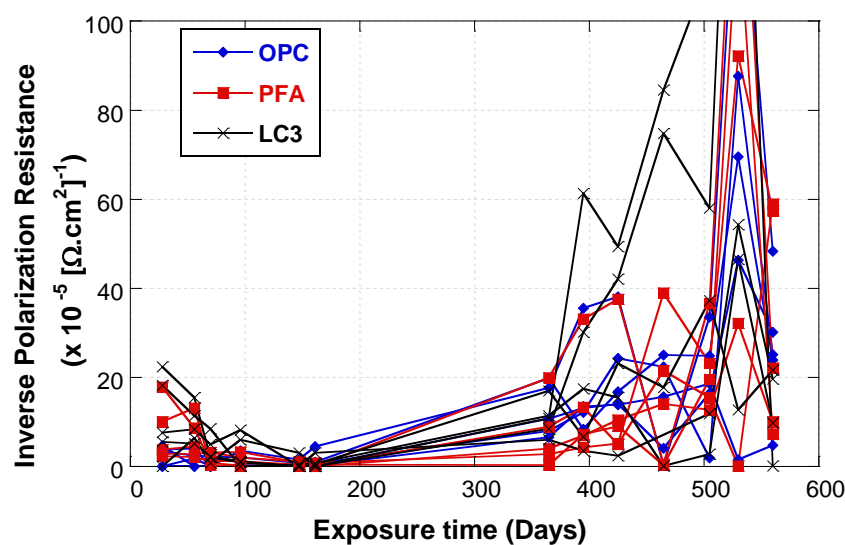 Inverse Polarization Resistance
(x 10⁻⁵ [Ω.cm²]⁻¹
100
80
60
40
20
0
OPC
PFA
LC3
0 100 200 300 400 500 600
Exposure time (Days)